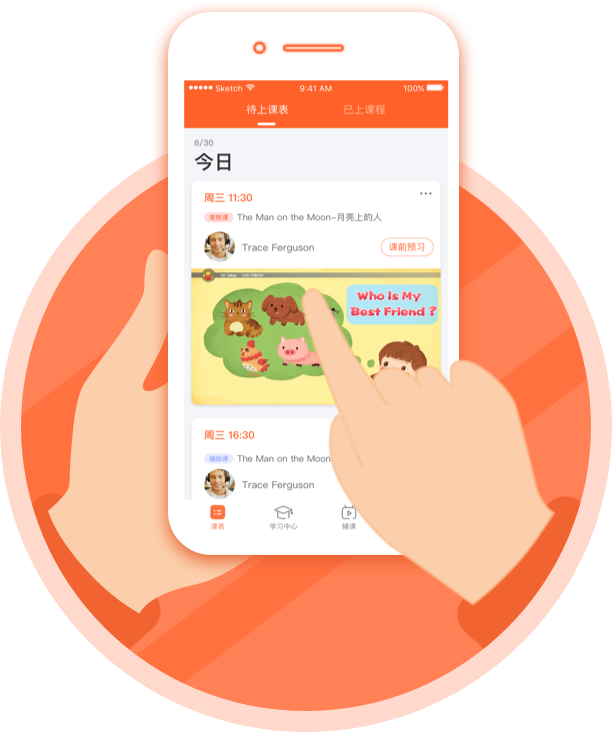 Sketch 9:41 AM 100%
待上课表 已上课程
8/30
今日
周三 11:30
常规课 The Man on the Moon-月亮上的人
Trace Ferguson 课前预习
Who Is My
Best Friend ?
周三 16:30
辅助课 The Man on the Moon
Trace Ferguson
课表 学习中心 辅课